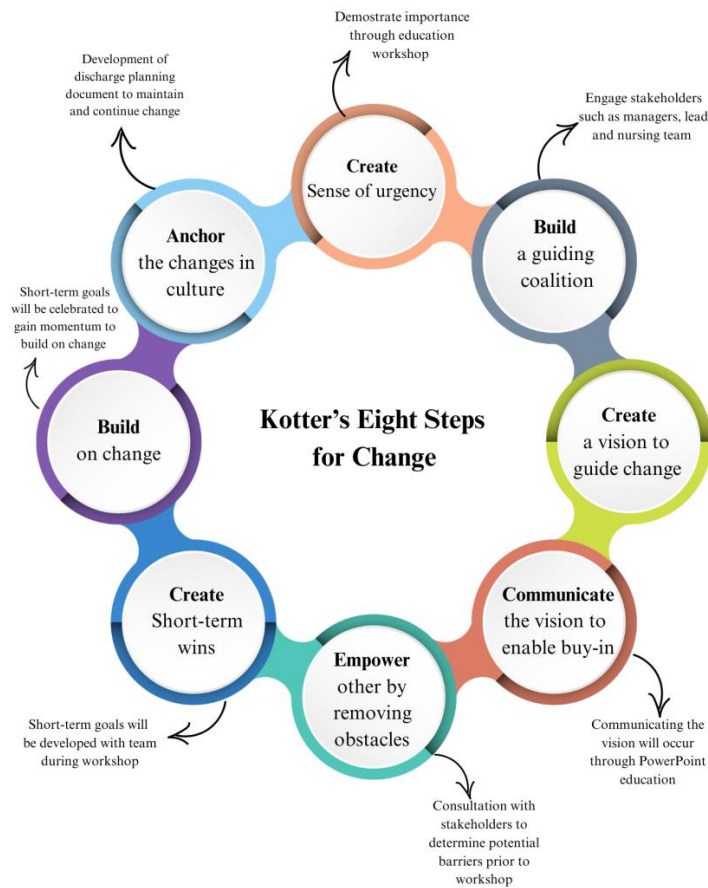 Demostrate importance
through education
workshop
Create
Sense of urgency
Engage stakeholders
such as managers, lead
and nursing team
Build
a guiding
coalition
Create
a vision to
guide change
Communicate
the vision to
enable buy-in
Communicating the
vision will occur
through PowerPoint
education
Empower
other by
removing
obstacles
Consultation with
stakeholders to
determine potential
barriers prior to
workshop
Create
Short-term
wins
Short-term goals will
be developed with team
during workshop
Build
on change
Short-term goals
will be celebrated to
gain momentum to
build on change
Anchor
the changes in
culture
Development of
discharge planning
document to maintain
and continue change
Kotter's Eight Steps
for Change